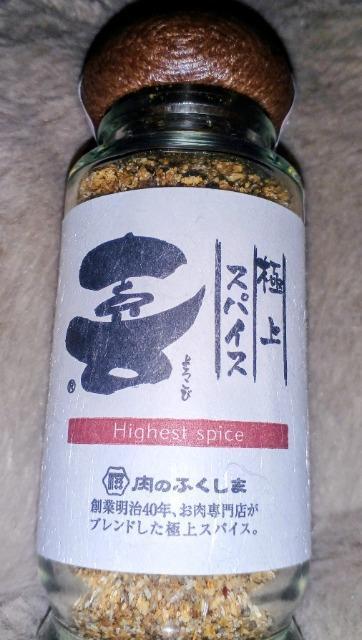 極上
スパイス
喜
よろこび
®
Highest spice
福 肉のふくしま
創業明治40年、お肉専門店が
ブレンドした極上スパイス。